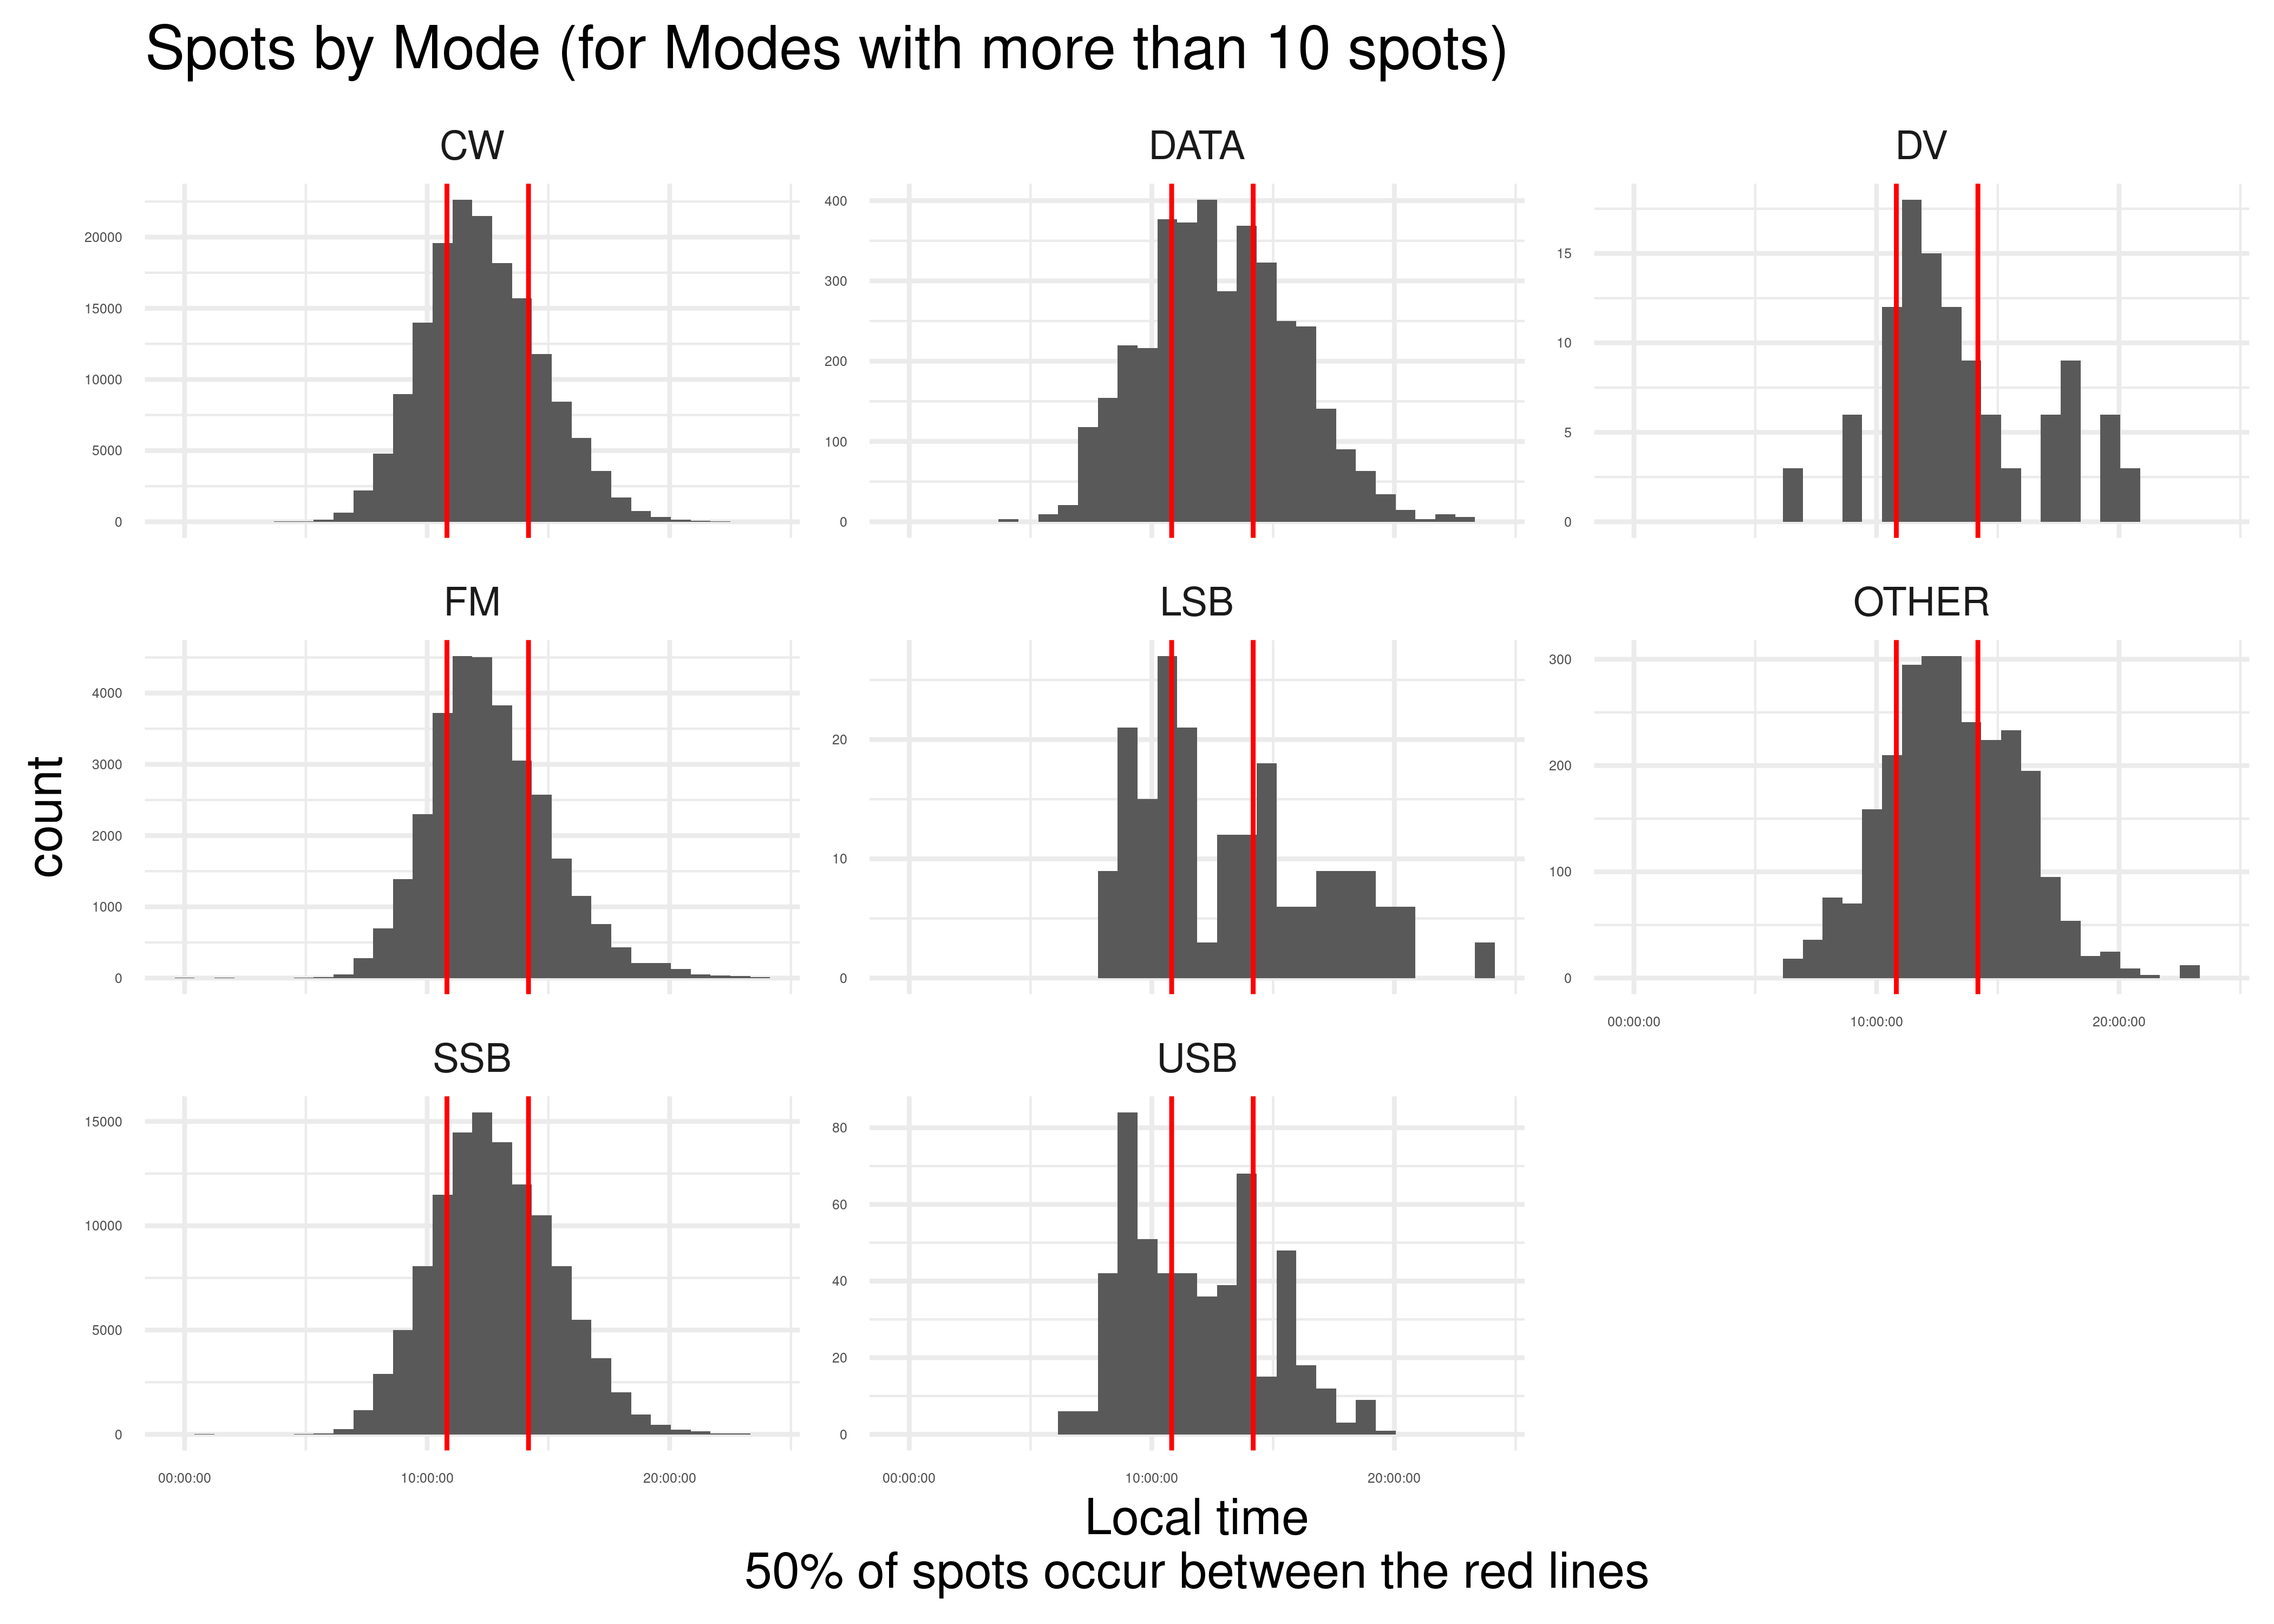 Spots by Mode (for Modes with more than 10 spots)
CW
DATA
DV
20000
15000
10000
5000
0
400
300
200
100
0
15
10
5
0
FM
LSB
OTHER
4000
3000
2000
1000
0
20
10
0
300
200
100
0
00:00:00 10:00:00 20:00:00
count
SSB
USB
15000
10000
5000
0
80
60
40
20
0
00:00:00 10:00:00 20:00:00
00:00:00 10:00:00 20:00:00
Local time
50% of spots occur between the red lines